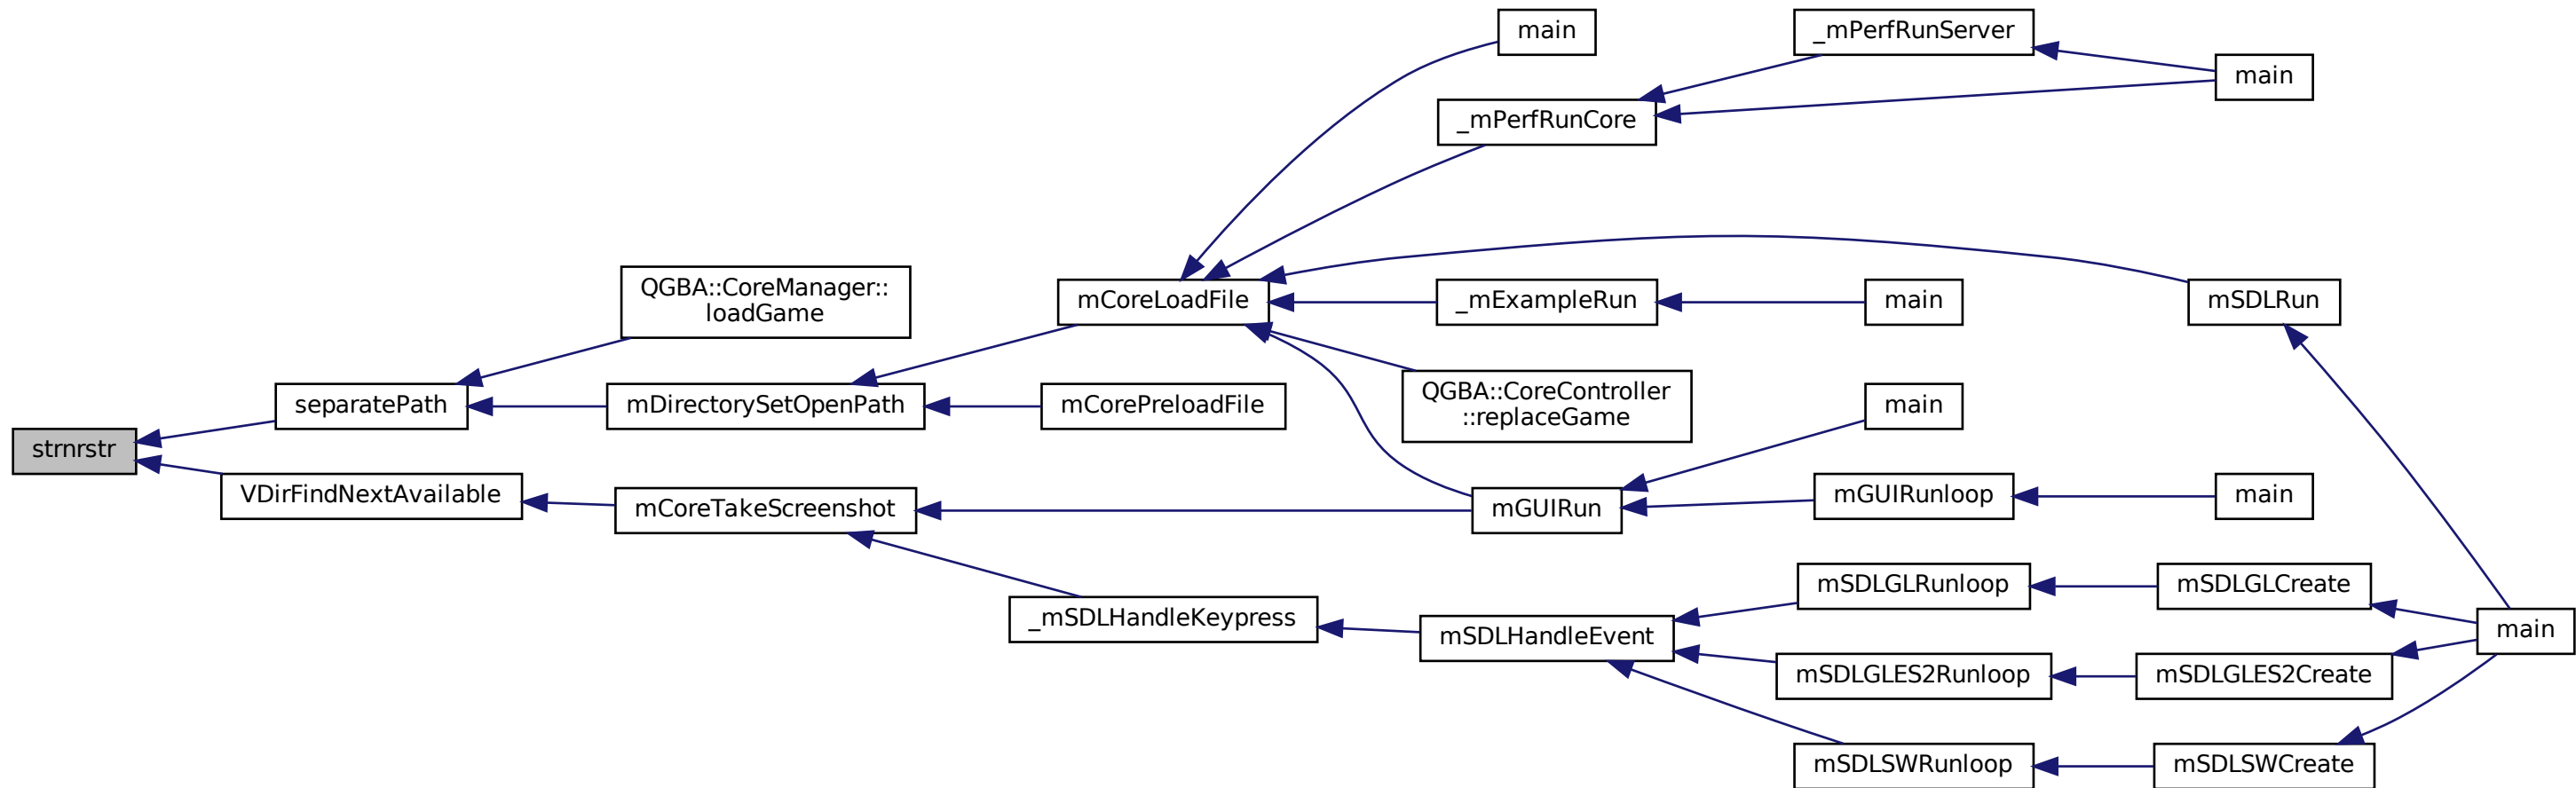 main
_mPerfRunServer
main
_mPerfRunCore
QGBA::CoreManager::
loadGame
mCoreLoadFile
_mExampleRun
main
mSDLRun
separatePath
mDirectorySetOpenPath
mCorePreloadFile
QGBA::CoreController
::replaceGame
main
strnrstr
VDirFindNextAvailable
mCoreTakeScreenshot
mGUIRun
mGUIRunloop
main
_mSDLHandleKeypress
mSDLHandleEvent
mSDLGLRunloop
mSDLGLCreate
main
mSDLGLES2Runloop
mSDLGLES2Create
mSDLSWRunloop
mSDLSWCreate